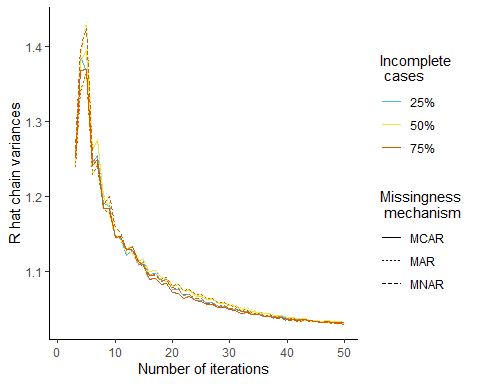 R hat chain variances
1.4
1.3
1.2
1.1
0 10 20 30 40 50
Number of iterations
Incomplete
cases
25%
50%
75%
Missingness
mechanism
MCAR
MAR
MNAR